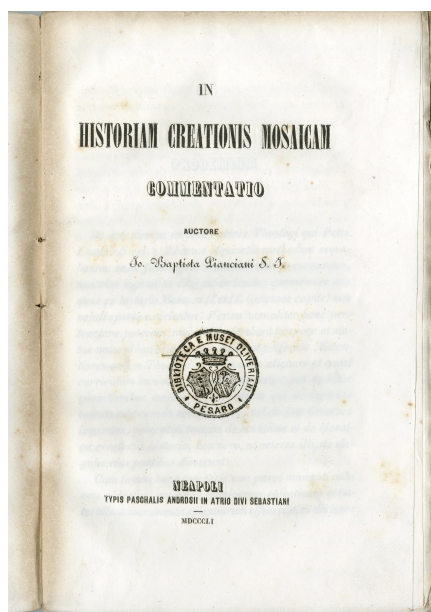 IN
HISTORIAM CREATIONIS MOSAICAM
COMMENTATIO
AUCTORE
Io. Baptista Pianciani S. J.
BIBLIOTECA E MUSEI OLIVERIANI
PESARO
NEAPOLI
TYPIS PASCHALIS ANDROSII IN ATRIO DIVI SEBASTIANI
MDCCCLI